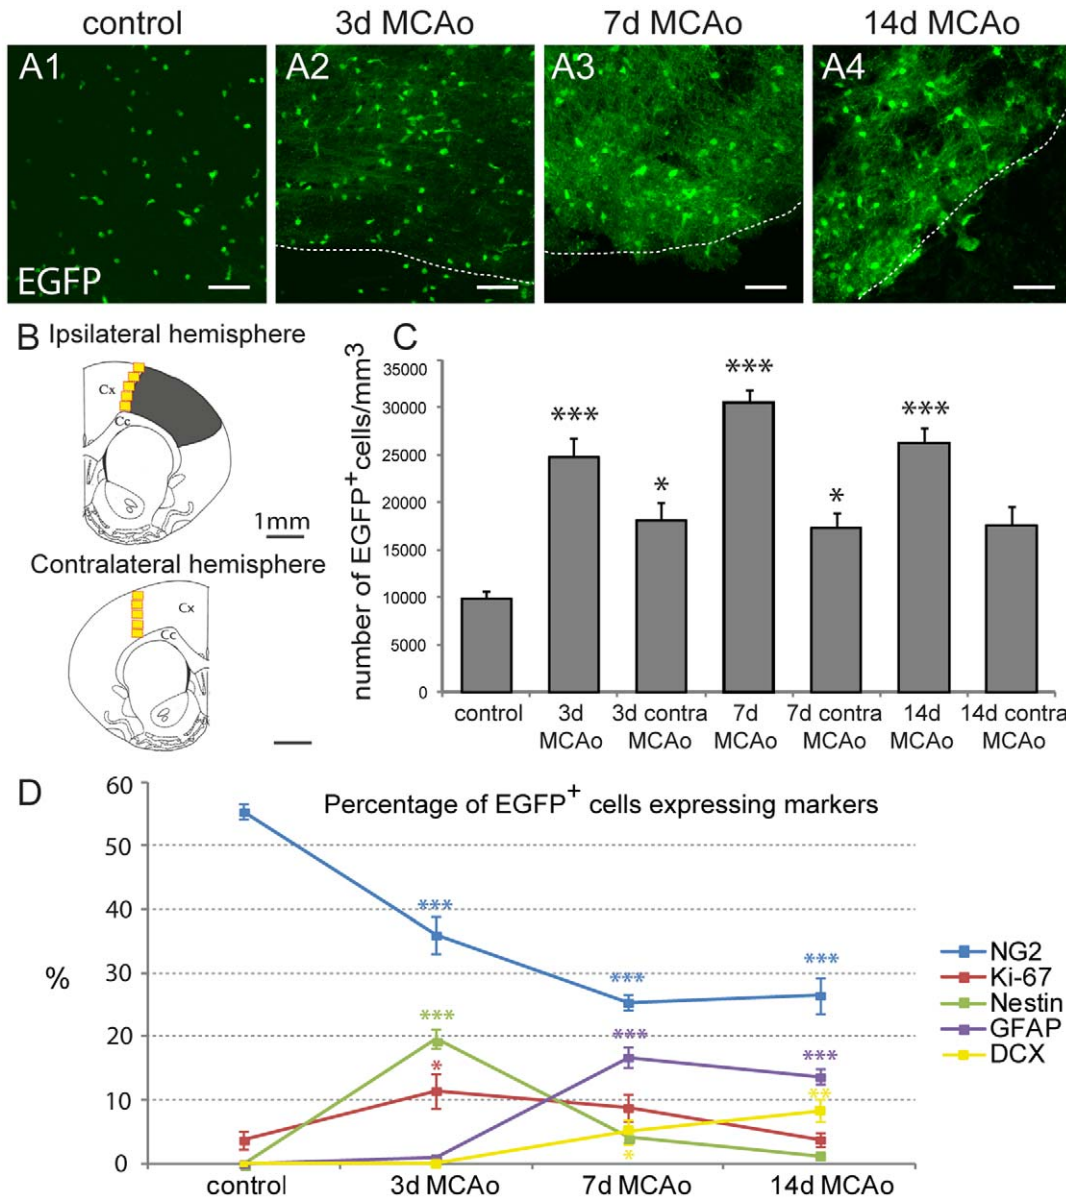 control 3d MCAo 7d MCAo 14d MCAo
A1 A2 A3 A4
EGFP
B
Ipsilateral hemisphere
Cx
Cc
1mm
Contralateral hemisphere
Cx
Cc
C
number of EGFP+ cells/mm3
35000
30000
25000
20000
15000
10000
5000
0
***
*
***
*
***
control 3d MCAo 3d contra MCAo 7d MCAo 7d contra MCAo 14d MCAo 14d contra MCAo
D
Percentage of EGFP+ cells expressing markers
%
60
50
40
30
20
10
0
***
***
*
***
***
*
***
***
**
control 3d MCAo 7d MCAo 14d MCAo
NG2
Ki-67
Nestin
GFAP
DCX